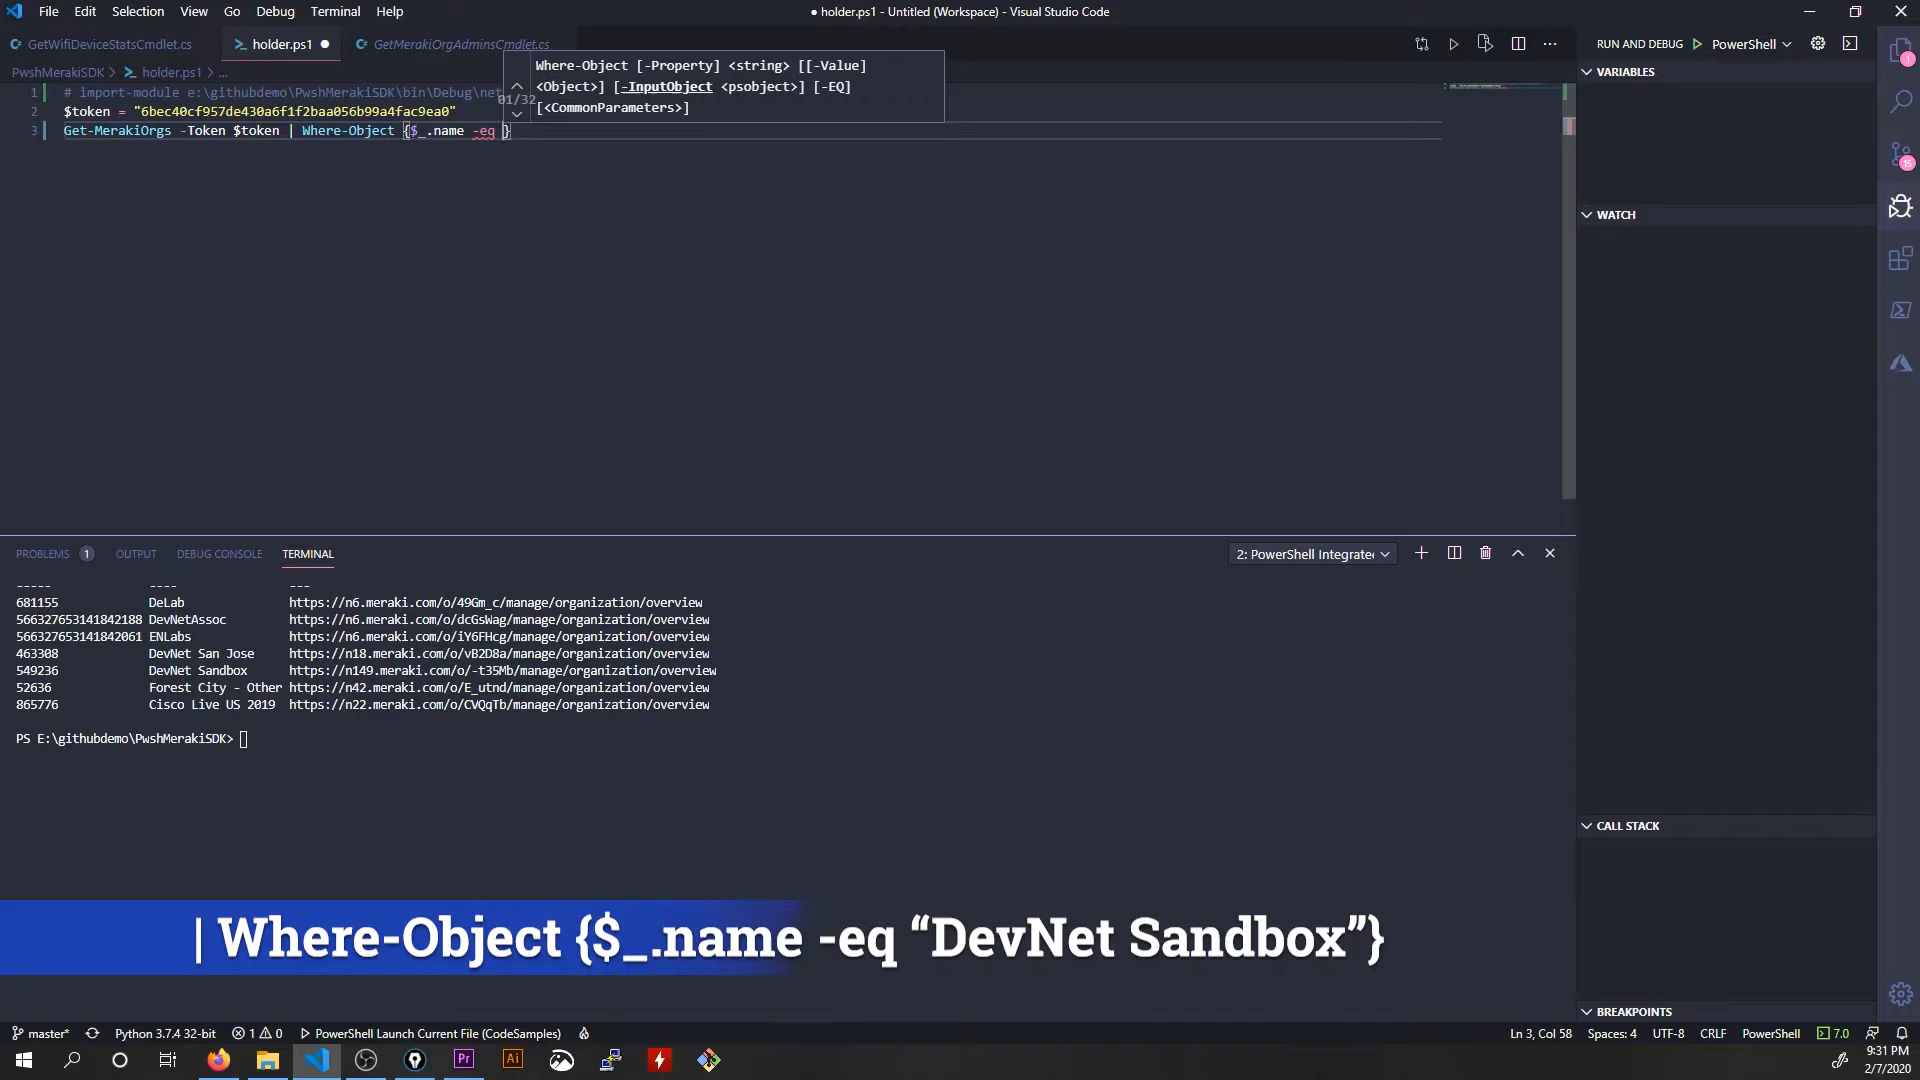 File Edit Selection View Go Debug Terminal Help
● holder.ps1 - Untitled (Workspace) - Visual Studio Code
GetWifiDeviceStatsCmdlet.cs
holder.ps1 ●
GetMerakiOrgAdminsCmdlet.cs
RUN AND DEBUG PowerShell
PwshMerakiSDK > holder.ps1 > ...
Where-Object [-Property] <string> [[-Value]
<Object>] [-InputObject <psobject>] [-EQ]
[<CommonParameters>]
01/32
1 # import-module e:\githubdemo\PwshMerakiSDK\bin\Debug\net
2 $token = "6bec40cf957de430a6f1f2baa056b99a4fac9ea0"
3 Get-MerakiOrgs -Token $token | Where-Object {$_.name -eq }
VARIABLES
1
15
WATCH
CALL STACK
BREAKPOINTS
PROBLEMS 1 OUTPUT DEBUG CONSOLE TERMINAL
2: PowerShell Integrate
----- ---- ---
681155 DeLab https://n6.meraki.com/o/49Gm_c/manage/organization/overview
566327653141842188 DevNetAssoc https://n6.meraki.com/o/dcGsWag/manage/organization/overview
566327653141842061 ENLabs https://n6.meraki.com/o/iY6FHcg/manage/organization/overview
463308 DevNet San Jose https://n18.meraki.com/o/vB2D8a/manage/organization/overview
549236 DevNet Sandbox https://n149.meraki.com/o/-t35Mb/manage/organization/overview
52636 Forest City - Other https://n42.meraki.com/o/E_utnd/manage/organization/overview
865776 Cisco Live US 2019 https://n22.meraki.com/o/CVQqTb/manage/organization/overview
PS E:\githubdemo\PwshMerakiSDK>
| Where-Object {$_.name -eq “DevNet Sandbox”}
master* Python 3.7.4 32-bit 1 0 PowerShell Launch Current File (CodeSamples)
Ln 3, Col 58 Spaces: 4 UTF-8 CRLF PowerShell 7.0
Pr
Ai
9:31 PM
2/7/2020